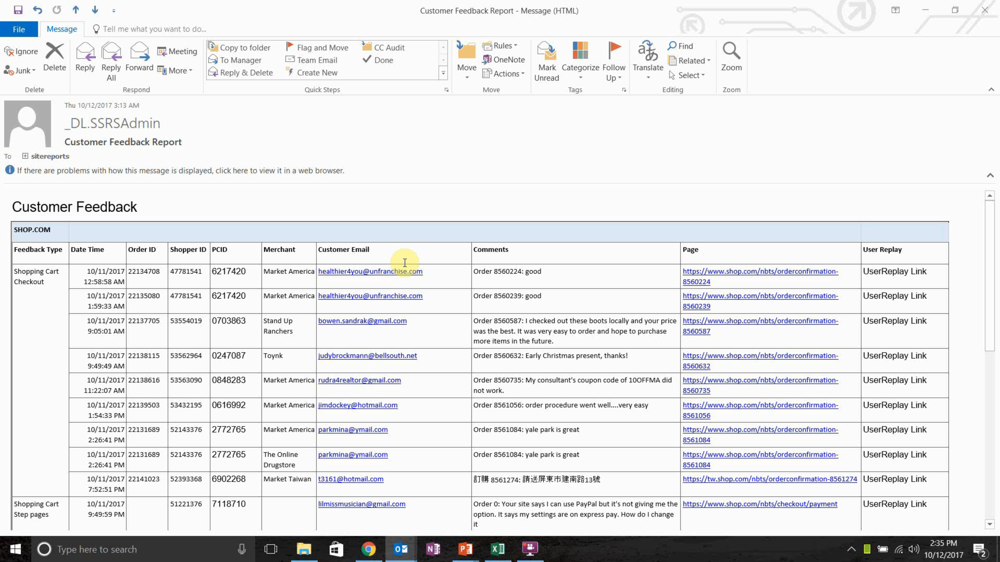 Customer Feedback Report - Message (HTML)
File
Message
Tell me what you want to do...
Ignore
Junk
Delete
Reply
Reply All
Forward
Meeting
More
Copy to folder
To Manager
Reply & Delete
Flag and Move
Team Email
Create New
CC Audit
Done
Move
Rules
OneNote
Actions
Mark Unread
Categorize
Follow Up
Translate
Find
Related
Select
Zoom
Delete
Respond
Quick Steps
Move
Tags
Editing
Zoom
Thu 10/12/2017 3:13 AM
_DL.SSRSAdmin
Customer Feedback Report
To sitereports
If there are problems with how this message is displayed, click here to view it in a web browser.
Customer Feedback
SHOP.COM
Feedback Type Date Time Order ID Shopper ID PCID Merchant Customer Email Comments Page User Replay
Shopping Cart 10/11/2017 22134708 47781541 6217420 Market America healthier4you@unfranchise.com Order 8560224: good https://www.shop.com/nbts/orderconfirmation- UserReplay Link
Checkout 12:58:58 AM 8560224
10/11/2017 22135080 47781541 6217420 Market America healthier4you@unfranchise.com Order 8560239: good https://www.shop.com/nbts/orderconfirmation- UserReplay Link
1:59:33 AM 8560239
10/11/2017 22137705 53554019 0703863 Stand Up bowen.sandrak@gmail.com Order 8560587: I checked out these boots locally and your price https://www.shop.com/nbts/orderconfirmation- UserReplay Link
9:05:01 AM Ranchers was the best. It was very easy to order and hope to purchase 8560587
more items in the future.
10/11/2017 22138115 53562964 0247087 Toynk judybrockmann@bellsouth.net Order 8560632: Early Christmas present, thanks! https://www.shop.com/nbts/orderconfirmation- UserReplay Link
9:49:49 AM 8560632
10/11/2017 22138616 53563090 0848283 Market America rudra4realtor@gmail.com Order 8560735: My consultant's coupon code of 10OFFMA did https://www.shop.com/nbts/orderconfirmation- UserReplay Link
11:22:07 AM not work. 8560735
10/11/2017 22139503 53432195 0616992 Market America jimdockey@hotmail.com Order 8561056: order procedure went well....very easy https://www.shop.com/nbts/orderconfirmation- UserReplay Link
1:54:33 PM 8561056
10/11/2017 22131689 52143376 2772765 Market America parkmina@ymail.com Order 8561084: yale park is great https://www.shop.com/nbts/orderconfirmation- UserReplay Link
2:26:41 PM 8561084
10/11/2017 22131689 52143376 2772765 The Online parkmina@ymail.com Order 8561084: yale park is great https://www.shop.com/nbts/orderconfirmation- UserReplay Link
2:26:41 PM Drugstore 8561084
10/11/2017 22141023 52393368 6902268 Market Taiwan t3161@hotmail.com 訂購 8561274: 請送屏東市建南路13號 https://tw.shop.com/nbts/orderconfirmation-8561274 UserReplay Link
7:52:51 PM
Shopping Cart 10/11/2017 51221376 7118710 lilmissmusician@gmail.com Order 0: Your site says I can use PayPal but it's not giving me the https://www.shop.com/nbts/checkout/payment UserReplay Link
Step pages 9:49:59 PM option. It says my settings are on express pay. How do I change
it
Type here to search
2:35 PM
10/12/2017
2